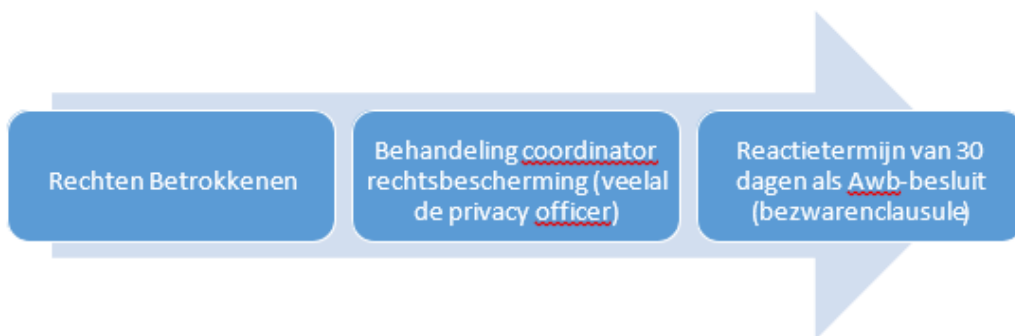 Rechten Betrokkenen
Behandeling coordinator
rechtsbescherming (veelal
de privacy officer)
Reactietermijn van 30
dagen als Awb-besluit
(bezwarenclausule)